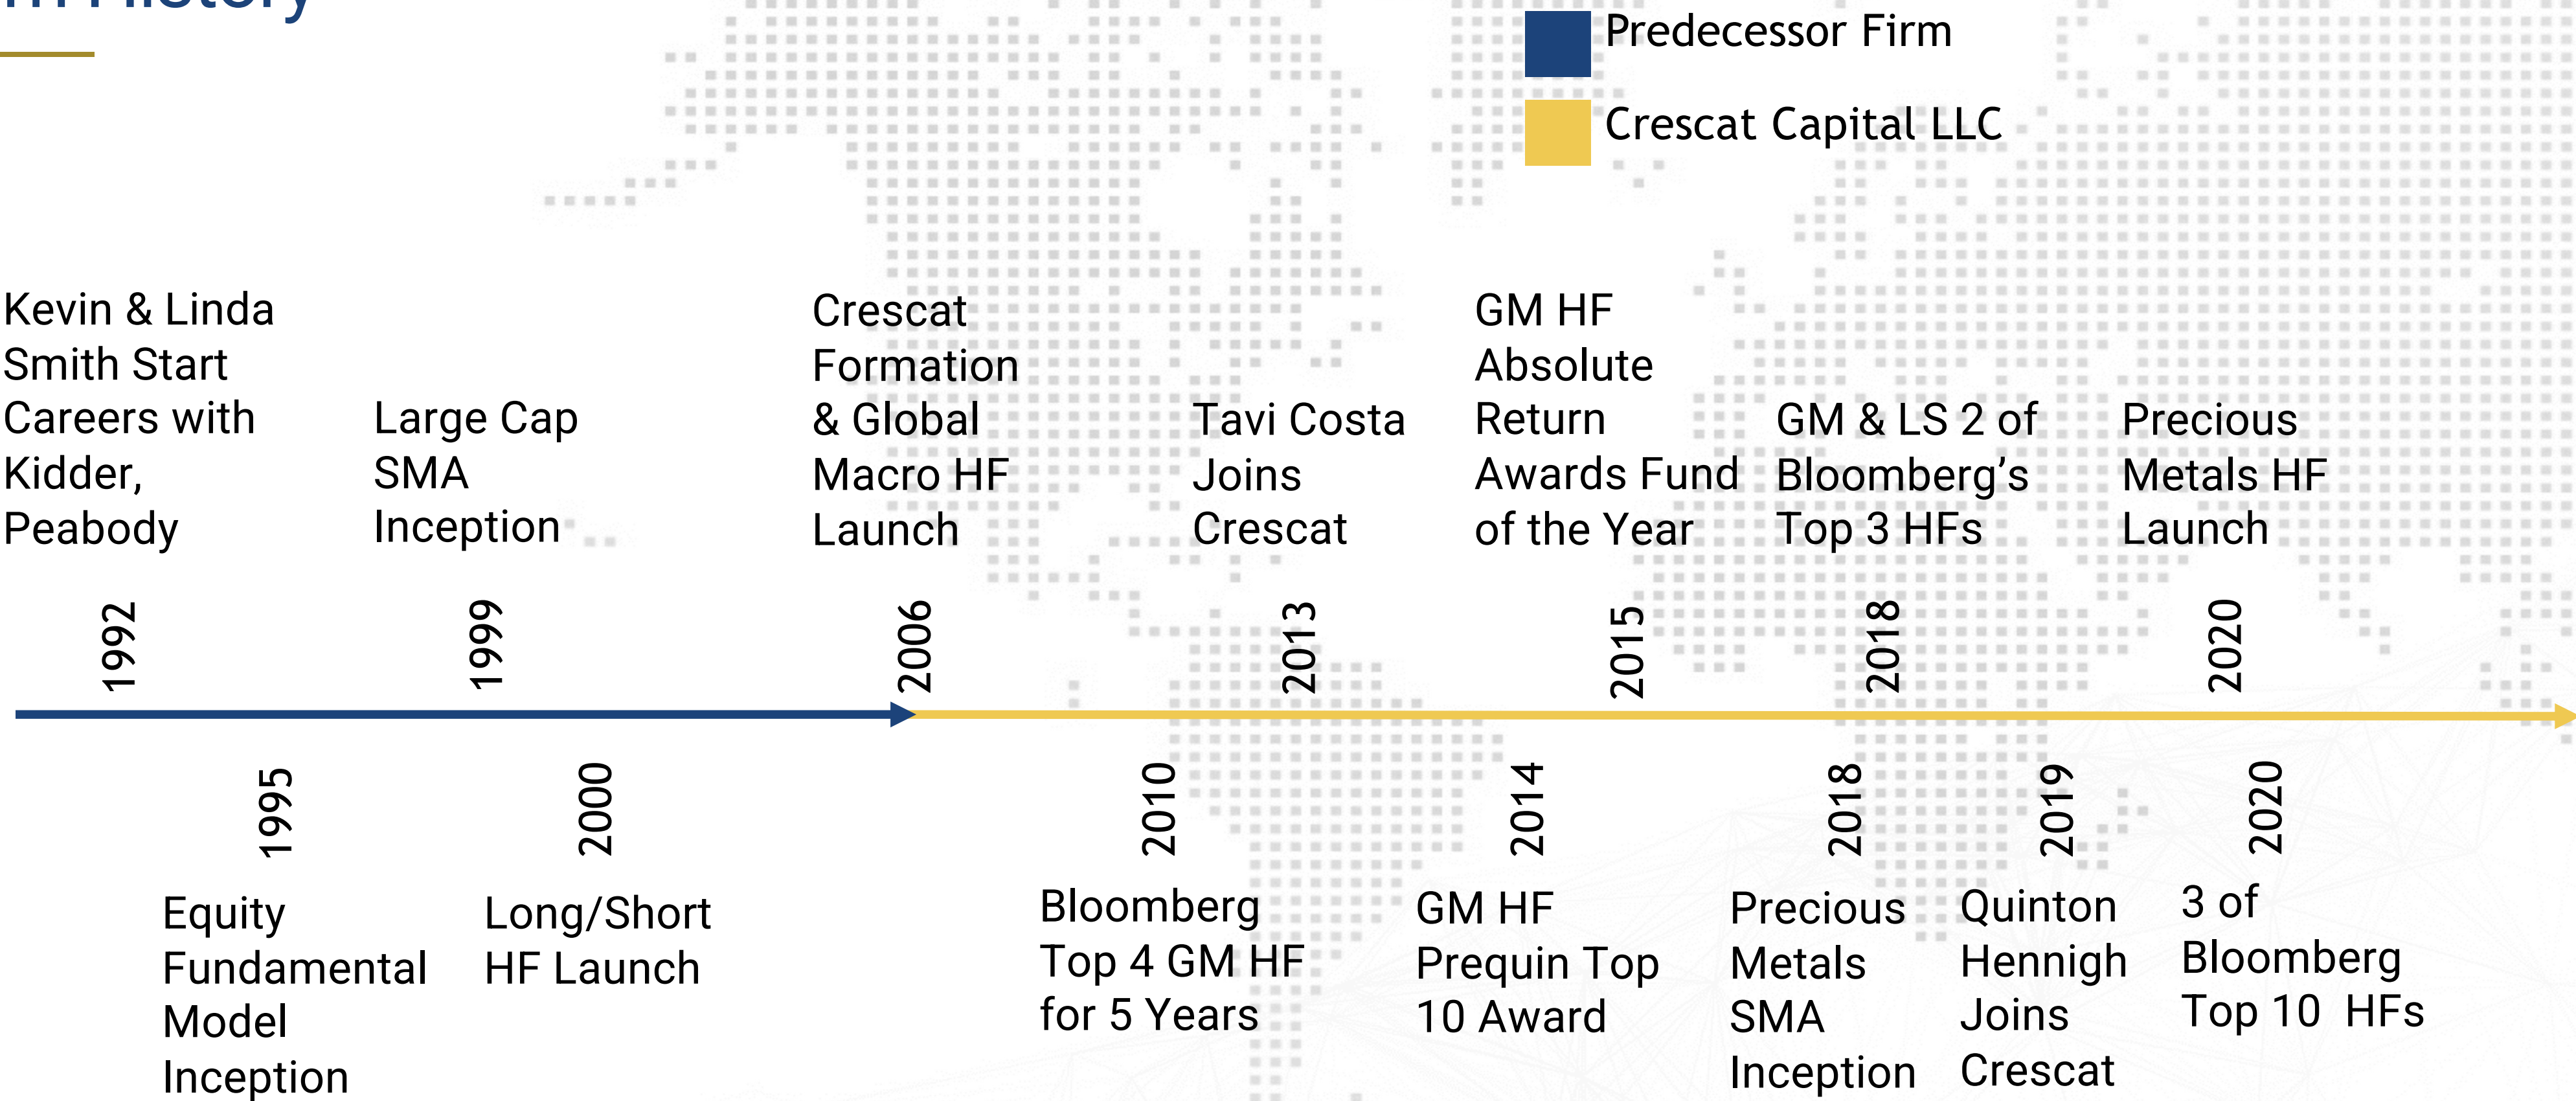 History
Predecessor Firm
Crescat Capital LLC
Kevin & Linda
Smith Start
Careers with
Kidder,
Peabody
Large Cap
SMA
Inception
Crescat
Formation
& Global
Macro HF
Launch
Tavi Costa
Joins
Crescat
GM HF
Absolute
Return
Awards Fund
of the Year
GM & LS 2 of
Bloomberg’s
Top 3 HFs
Precious
Metals HF
Launch
1992
1999
2006
2013
2015
2018
2020
1995
2000
2010
2014
2018
2019
2020
Equity
Fundamental
Model
Inception
Long/Short
HF Launch
Bloomberg
Top 4 GM HF
for 5 Years
GM HF
Prequin Top
10 Award
Precious
Metals
SMA
Inception
Quinton
Hennigh
Joins
Crescat
3 of
Bloomberg
Top 10 HFs